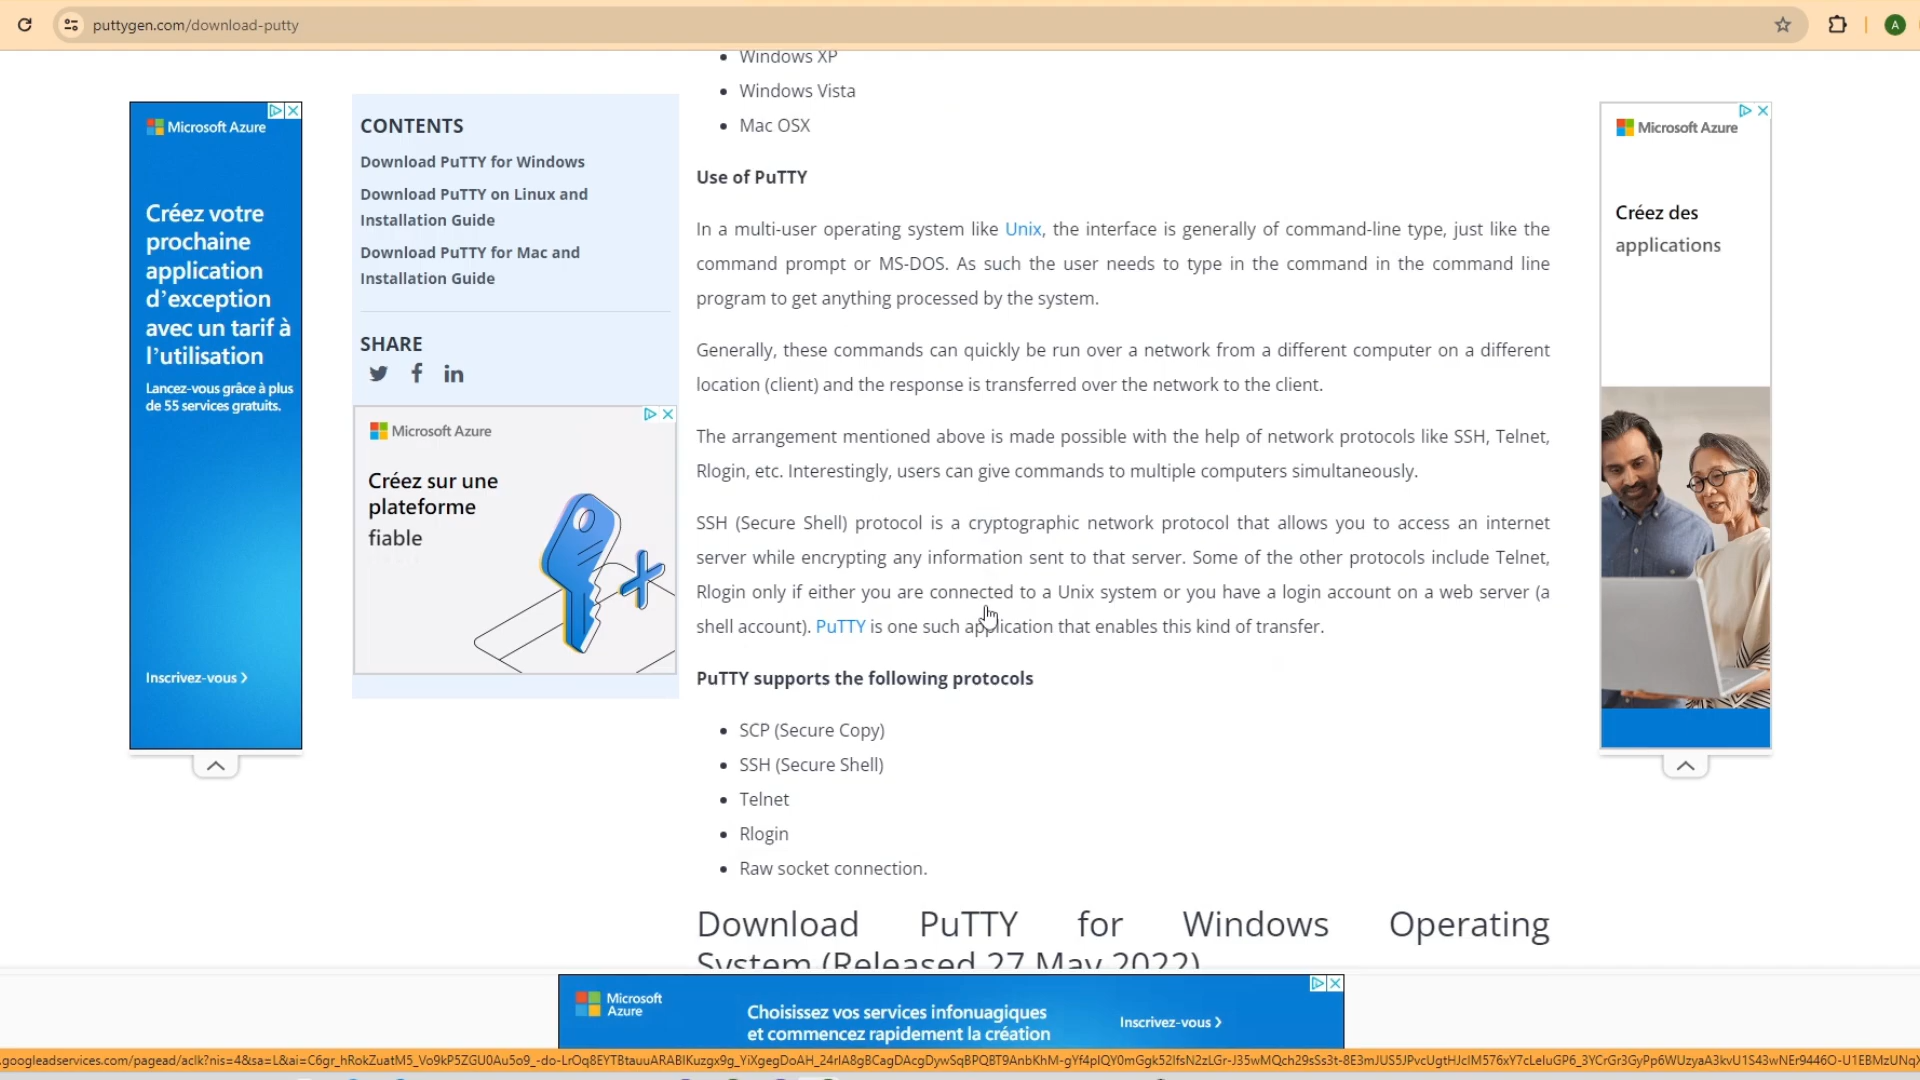 puttygen.com/download-putty
A
Windows XP
Windows Vista
Mac OSX
Microsoft Azure
Créez votre
prochaine
application
d'exception
avec un tarif à
l'utilisation
Lancez-vous grâce à plus
de 55 services gratuits.
Inscrivez-vous >
CONTENTS
Download PuTTY for Windows
Download PuTTY on Linux and
Installation Guide
Download PuTTY for Mac and
Installation Guide
SHARE
Microsoft Azure
Créez sur une
plateforme
fiable
Use of PuTTY
In a multi-user operating system like Unix, the interface is generally of command-line type, just like the
command prompt or MS-DOS. As such the user needs to type in the command in the command line
program to get anything processed by the system.
Generally, these commands can quickly be run over a network from a different computer on a different
location (client) and the response is transferred over the network to the client.
The arrangement mentioned above is made possible with the help of network protocols like SSH, Telnet,
Rlogin, etc. Interestingly, users can give commands to multiple computers simultaneously.
SSH (Secure Shell) protocol is a cryptographic network protocol that allows you to access an internet
server while encrypting any information sent to that server. Some of the other protocols include Telnet,
Rlogin only if either you are connected to a Unix system or you have a login account on a web server (a
shell account). PuTTY is one such application that enables this kind of transfer.
PuTTY supports the following protocols
SCP (Secure Copy)
SSH (Secure Shell)
Telnet
Rlogin
Raw socket connection.
Download PuTTY for Windows Operating
System (Released 27 May 2022)
Microsoft Azure
Créez des
applications
Microsoft
Azure
Choisissez vos services infonuagiques
et commencez rapidement la création
Inscrivez-vous >